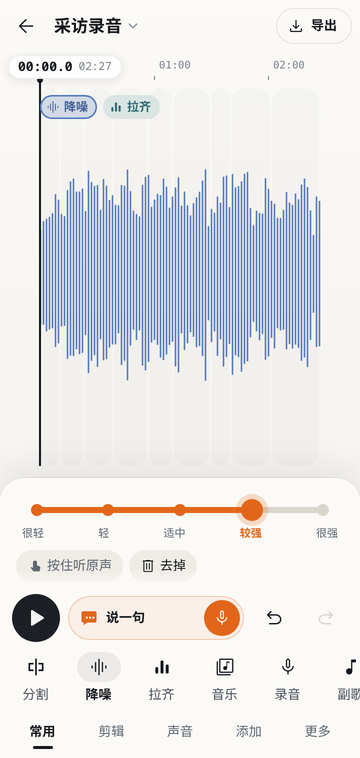 采访录音
导出
00:00.0 02:27
01:00
02:00
降噪
拉齐
很轻 轻 适中 较强 很强
按住听原声
去掉
说一句
分割 降噪 拉齐 音乐 录音 副歌
常用 剪辑 声音 添加 更多